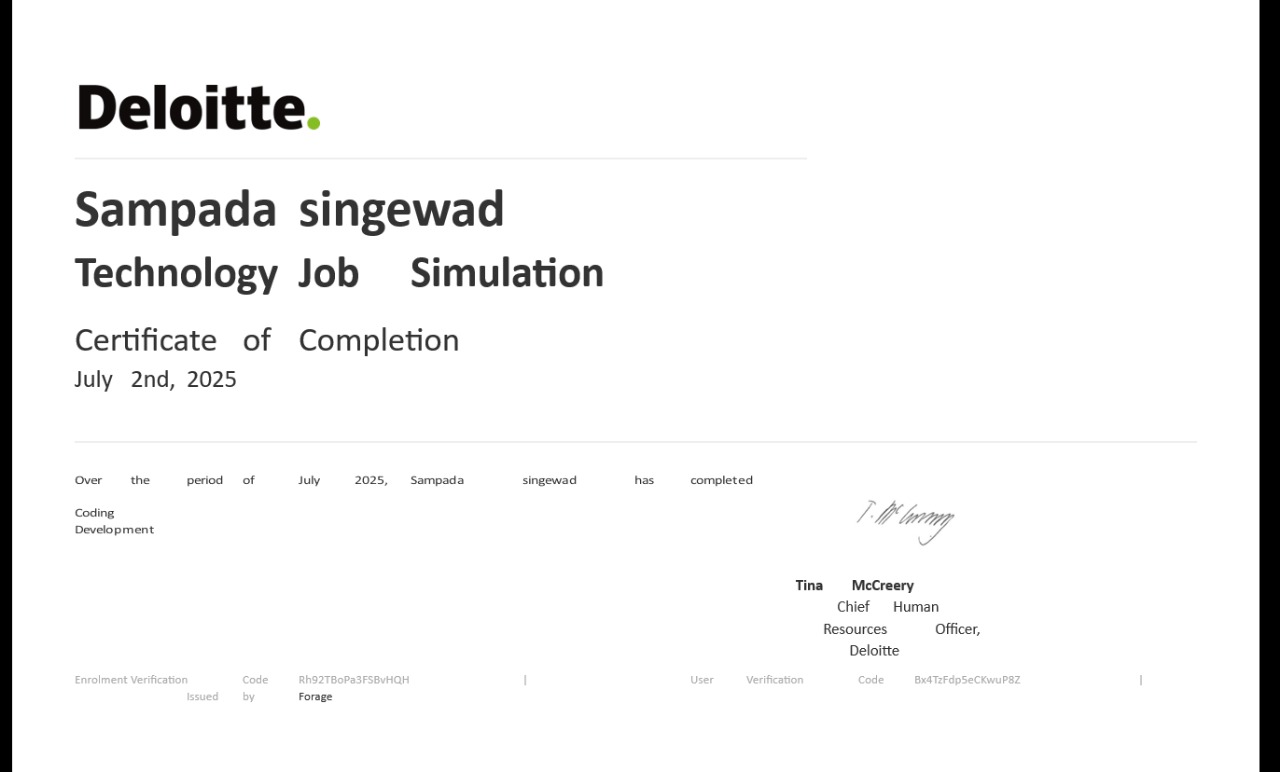 Deloitte.
Sampada singewad
Technology Job Simulation
Certificate of Completion
July 2nd, 2025
Over the period of July 2025, Sampada singewad has completed
Coding
Development
T. McCreery
Tina McCreery
Chief Human
Resources Officer,
Deloitte
Enrolment Verification Code Rh92TBoPa3FSBvHQH | User Verification Code Bx4TzFdp5eCKwuP8Z |
Issued by Forage